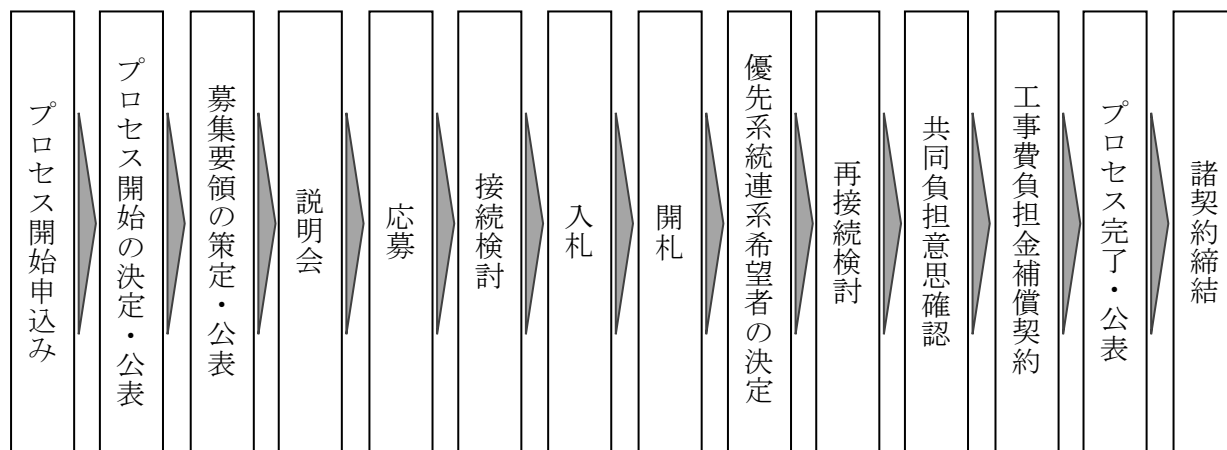 プロセス開始申込み
プロセス開始の決定・公表
募集要領の策定・公表
説明会
応募
接続検討
入札
開札
優先系統連系希望者の決定
再接続検討
共同負担意思確認
工事費負担金補償契約
プロセス完了・公表
諸契約締結